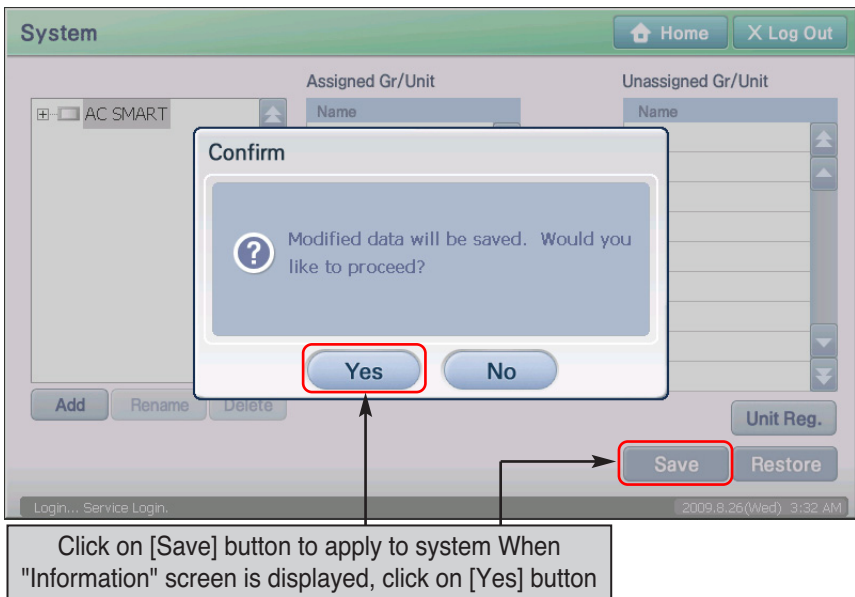 System
Home
X Log Out
Assigned Gr/Unit
Unassigned Gr/Unit
AC SMART
Name
Name
Confirm
Modified data will be saved. Would you
like to proceed?
Yes
No
Add
Rename
Delete
Unit Reg.
Save
Restore
Login... Service Login.
2009.8.26(Wed) 3:32 AM
Click on [Save] button to apply to system When
"Information" screen is displayed, click on [Yes] button